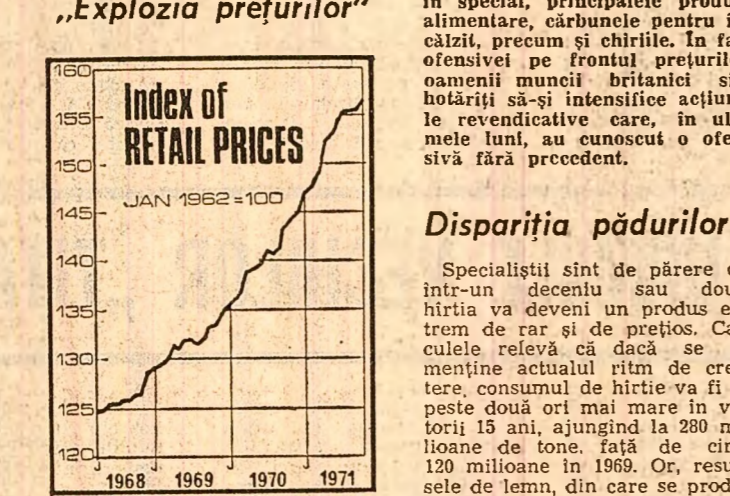 „Explozia prețurilor”
160
155
150
145
140
135
130
125
120
Index of
RETAIL PRICES
JAN 1962=100
J J J J
1968 1969 1970 1971
în special, principalele produ
alimentare, cărbunele pentru î
călzit, precum și chiriile. În fa
ofensivei pe frontul prețuril
oamenii muncii britanici sî
hotăriți să-și intensifice acțiun
le revendicative care, în ul
mele luni, au cunoscut o ofe
sivă fără precedent.
Dispariția pădurilor
Specialiștii sînt de părere c
într-un deceniu sau dou
hîrtia va deveni un produs e
trem de rar și de prețios. Ca
culele relevă că dacă se
menține actualul ritm de cre
tere, consumul de hîrtie va fi
peste două ori mai mare în v
torii 15 ani, ajungînd la 280 m
lioane de tone, față de cir
120 milioane în 1969. Or, resu
sele de lemn, din care se prod